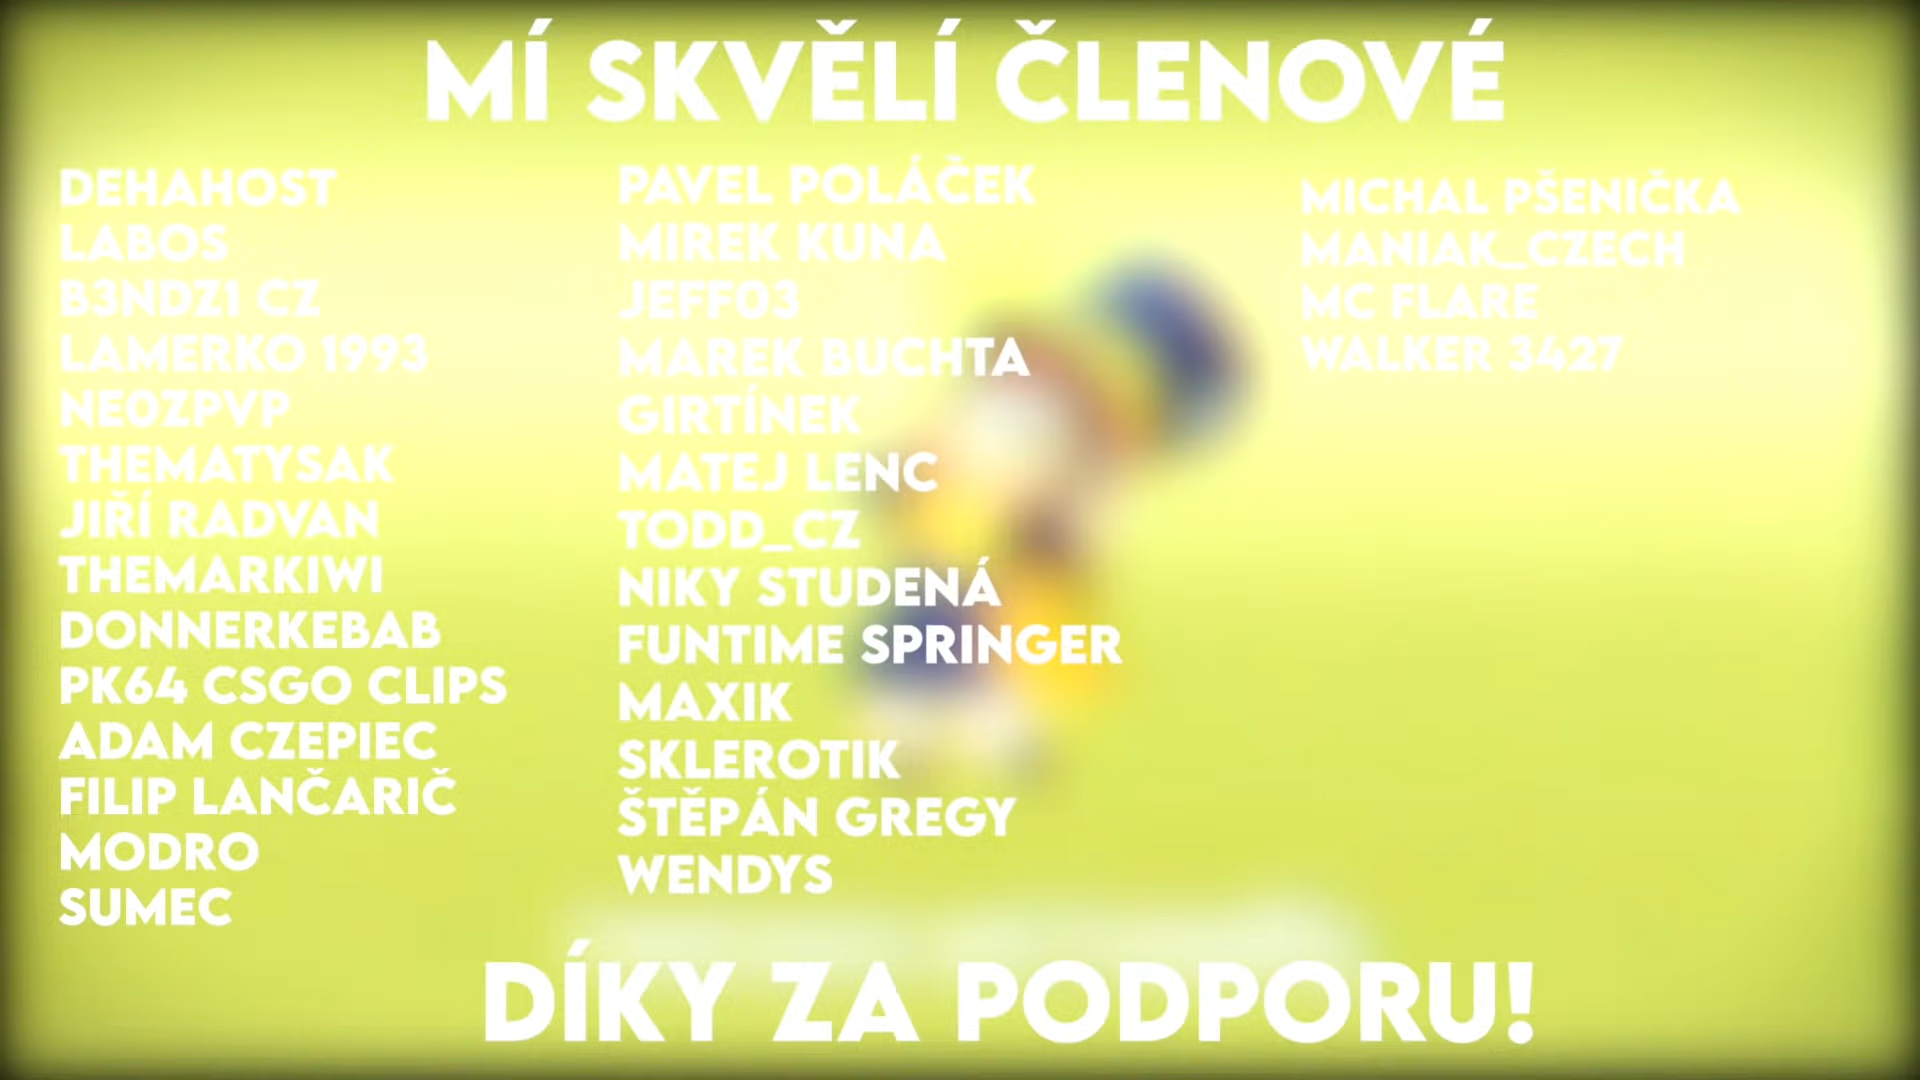 MÍ SKVĚLÍ ČLENOVÉ
DEHAHOST
LABOS
B3NDZ1 CZ
LAMERKO 1993
NE0ZPVP
THEMATYSAK
JIŘÍ RADVAN
THEMARKIWI
DONNERKEBAB
PK64 CSGO CLIPS
ADAM CZEPIEC
FILIP LANČARIČ
MODRO
SUMEC
PAVEL POLÁČEK
MIREK KUNA
JEFF03
MAREK BUCHTA
GIRTÍNEK
MATEJ LENC
TODD_CZ
NIKY STUDENÁ
FUNTIME SPRINGER
MAXIK
SKLEROTIK
ŠTĚPÁN GREGY
WENDYS
MICHAL PŠENIČKA
MANIAK_CZECH
MC FLARE
WALKER 3427
DÍKY ZA PODPORU!